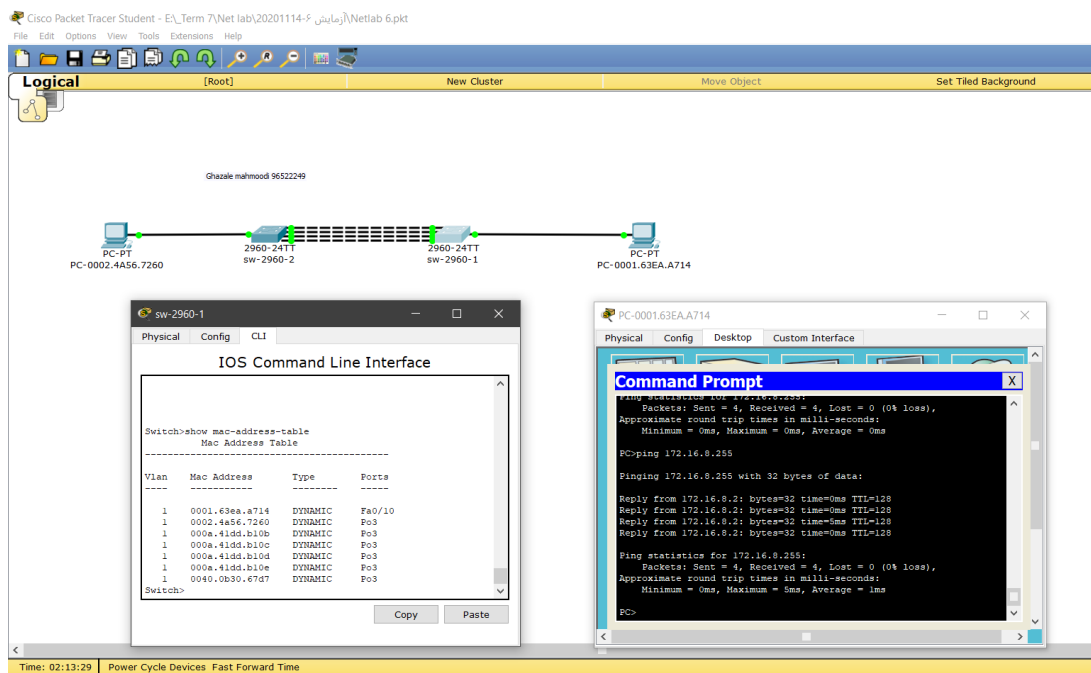 Cisco Packet Tracer Student - E:\_Term 7\Net lab\20201114-۶ آزمایش\Netlab 6.pkt
File Edit Options View Tools Extensions Help
Logical [Root] New Cluster Move Object Set Tiled Background
Ghazale mahmoodi 96522249
PC-PT
PC-0002.4A56.7260
2960-24TT
sw-2960-2
2960-24TT
sw-2960-1
PC-PT
PC-0001.63EA.A714
sw-2960-1
Physical Config CLI
IOS Command Line Interface
Switch>show mac-address-table
Mac Address Table
-------------------------------------------
Vlan Mac Address Type Ports
---- ----------- -------- -----
1 0001.63ea.a714 DYNAMIC Fa0/10
1 0002.4a56.7260 DYNAMIC Po3
1 000a.41dd.b10b DYNAMIC Po3
1 000a.41dd.b10c DYNAMIC Po3
1 000a.41dd.b10d DYNAMIC Po3
1 000a.41dd.b10e DYNAMIC Po3
1 0040.0b30.67d7 DYNAMIC Po3
Switch>
Copy Paste
PC-0001.63EA.A714
Physical Config Desktop Custom Interface
Command Prompt X
Ping statistics for 172.16.8.255:
Packets: Sent = 4, Received = 4, Lost = 0 (0% loss),
Approximate round trip times in milli-seconds:
Minimum = 0ms, Maximum = 0ms, Average = 0ms
PC>ping 172.16.8.255
Pinging 172.16.8.255 with 32 bytes of data:
Reply from 172.16.8.2: bytes=32 time=0ms TTL=128
Reply from 172.16.8.2: bytes=32 time=0ms TTL=128
Reply from 172.16.8.2: bytes=32 time=5ms TTL=128
Reply from 172.16.8.2: bytes=32 time=0ms TTL=128
Ping statistics for 172.16.8.255:
Packets: Sent = 4, Received = 4, Lost = 0 (0% loss),
Approximate round trip times in milli-seconds:
Minimum = 0ms, Maximum = 5ms, Average = 1ms
PC>
Time: 02:13:29 Power Cycle Devices Fast Forward Time